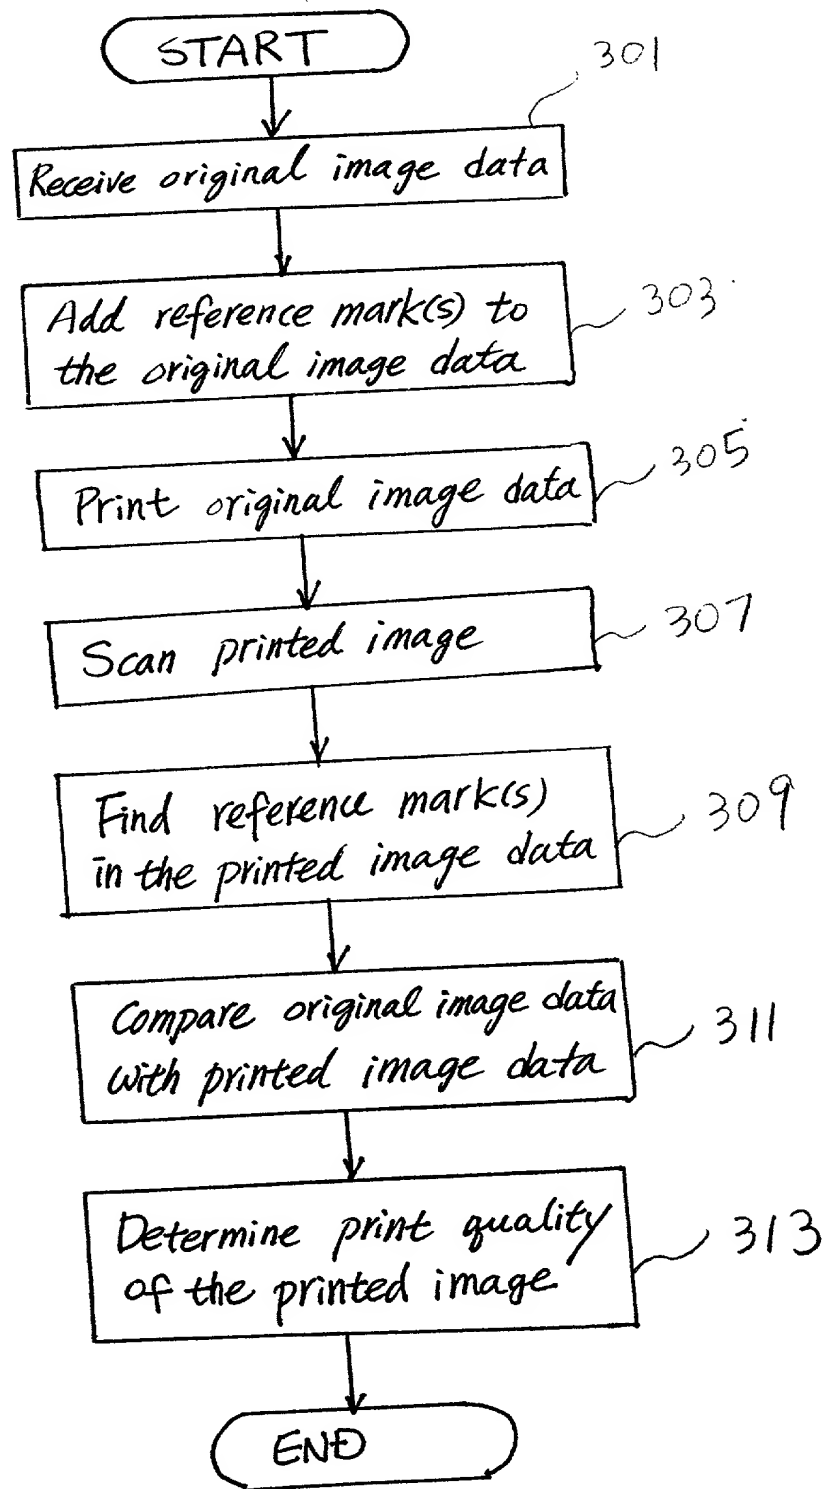 START
301
Receive original image data
Add reference mark(s) to
the original image data
303
Print original image data
305
Scan printed image
307
Find reference mark(s)
in the printed image data
309
Compare original image data
with printed image data
311
Determine print quality
of the printed image
313
END